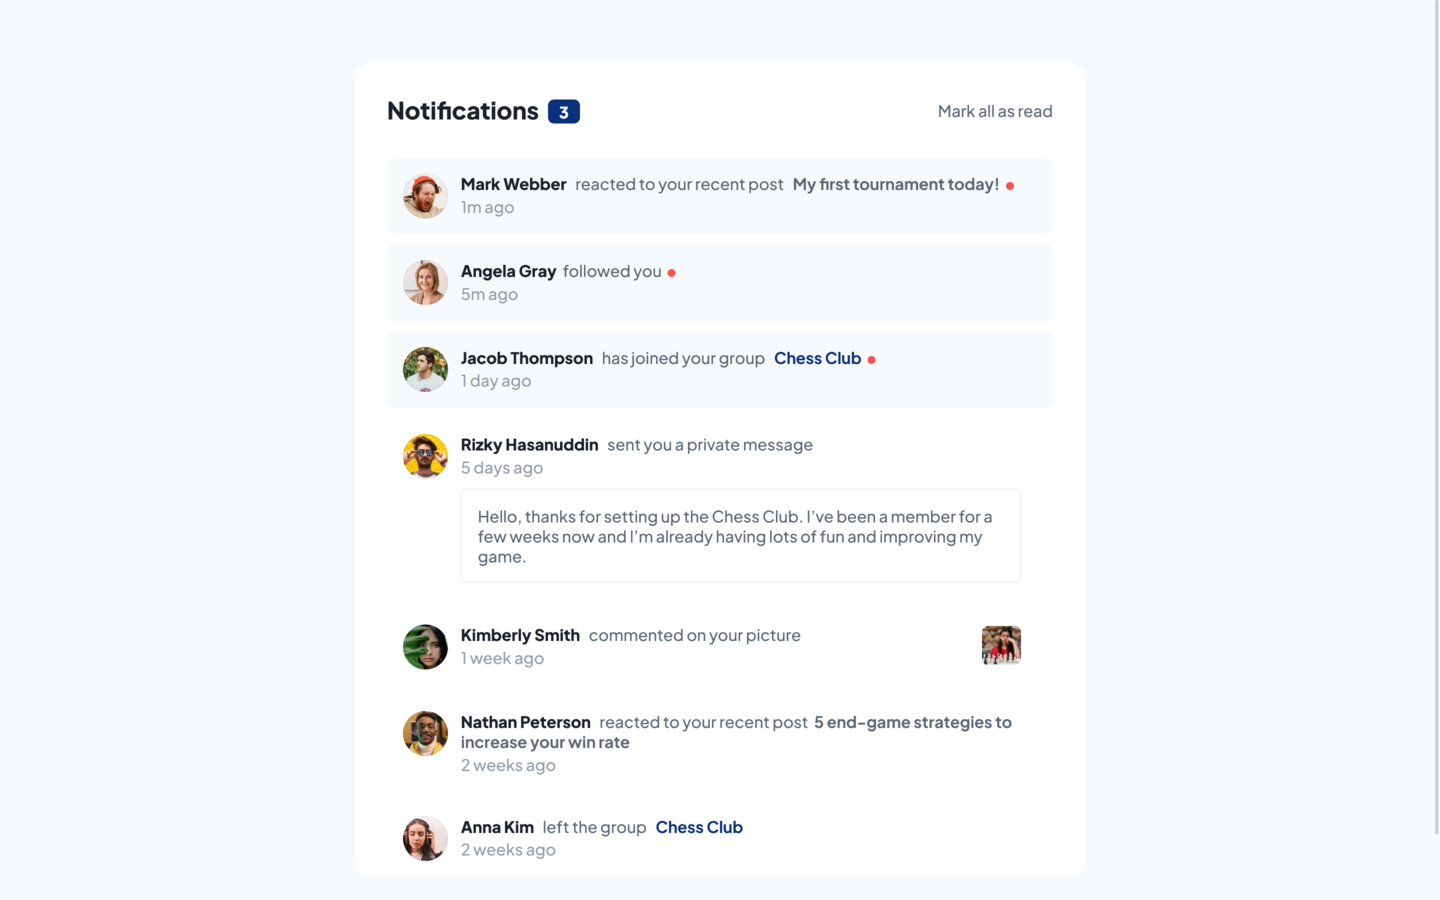 Notifications 3
Mark all as read
Mark Webber reacted to your recent post My first tournament today!
1m ago
Angela Gray followed you
5m ago
Jacob Thompson has joined your group Chess Club
1 day ago
Rizky Hasanuddin sent you a private message
5 days ago
Hello, thanks for setting up the Chess Club. I’ve been a member for a
few weeks now and I’m already having lots of fun and improving my
game.
Kimberly Smith commented on your picture
1 week ago
Nathan Peterson reacted to your recent post 5 end-game strategies to
increase your win rate
2 weeks ago
Anna Kim left the group Chess Club
2 weeks ago